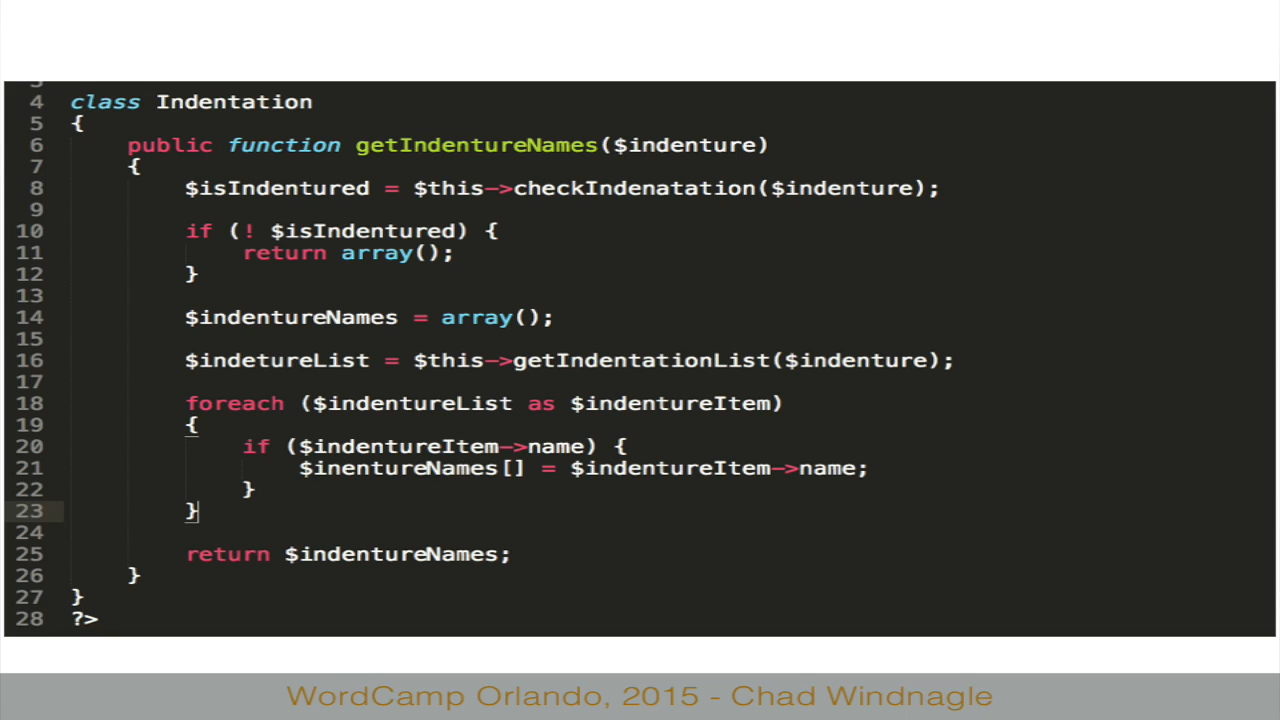 4 class Indentation
5 {
6 public function getIndentureNames($indenture)
7 {
8 $isIndentured = $this->checkIndenatation($indenture);
9
10 if (! $isIndentured) {
11 return array();
12 }
13
14 $indentureNames = array();
15
16 $indetureList = $this->getIndentationList($indenture);
17
18 foreach ($indentureList as $indentureItem)
19 {
20 if ($indentureItem->name) {
21 $inentureNames[] = $indentureItem->name;
22 }
23 }
24
25 return $indentureNames;
26 }
27 }
28 ?>
WordCamp Orlando, 2015 - Chad Windnagle